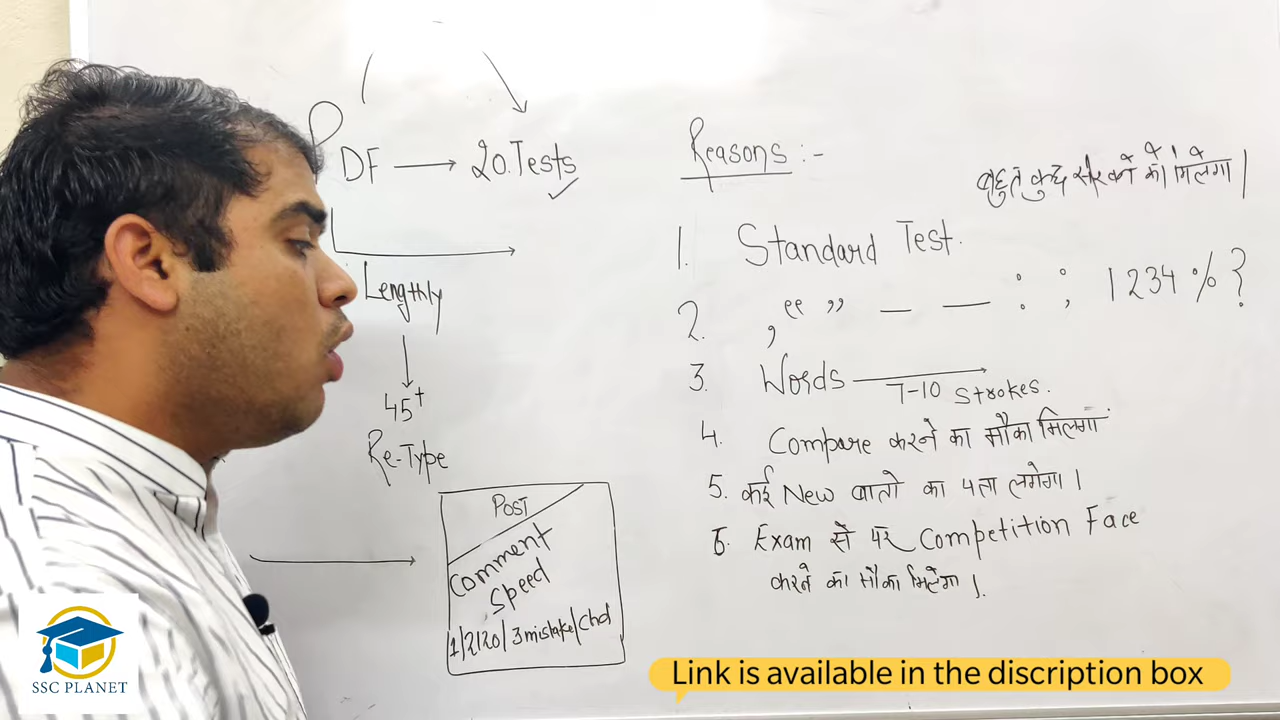 PDF → 20.Tests ✓
Lengthly
45+
Re-Type
POST
Comment
speed
1/2/20/3mistake/chd
Reasons :-
बहुत कुछ सीखने को मिलेगा।
1. Standard Test.
2. , “ ” — — : ; 1234%?
3. Words → 7-10 strokes.
4. Compare करने का मौका मिलेगा
5. कई New बातो का पता लगेगा।
6. Exam से पर Competition Face
करने का मौका मिलेगा।
SSC PLANET
Link is available in the discription box